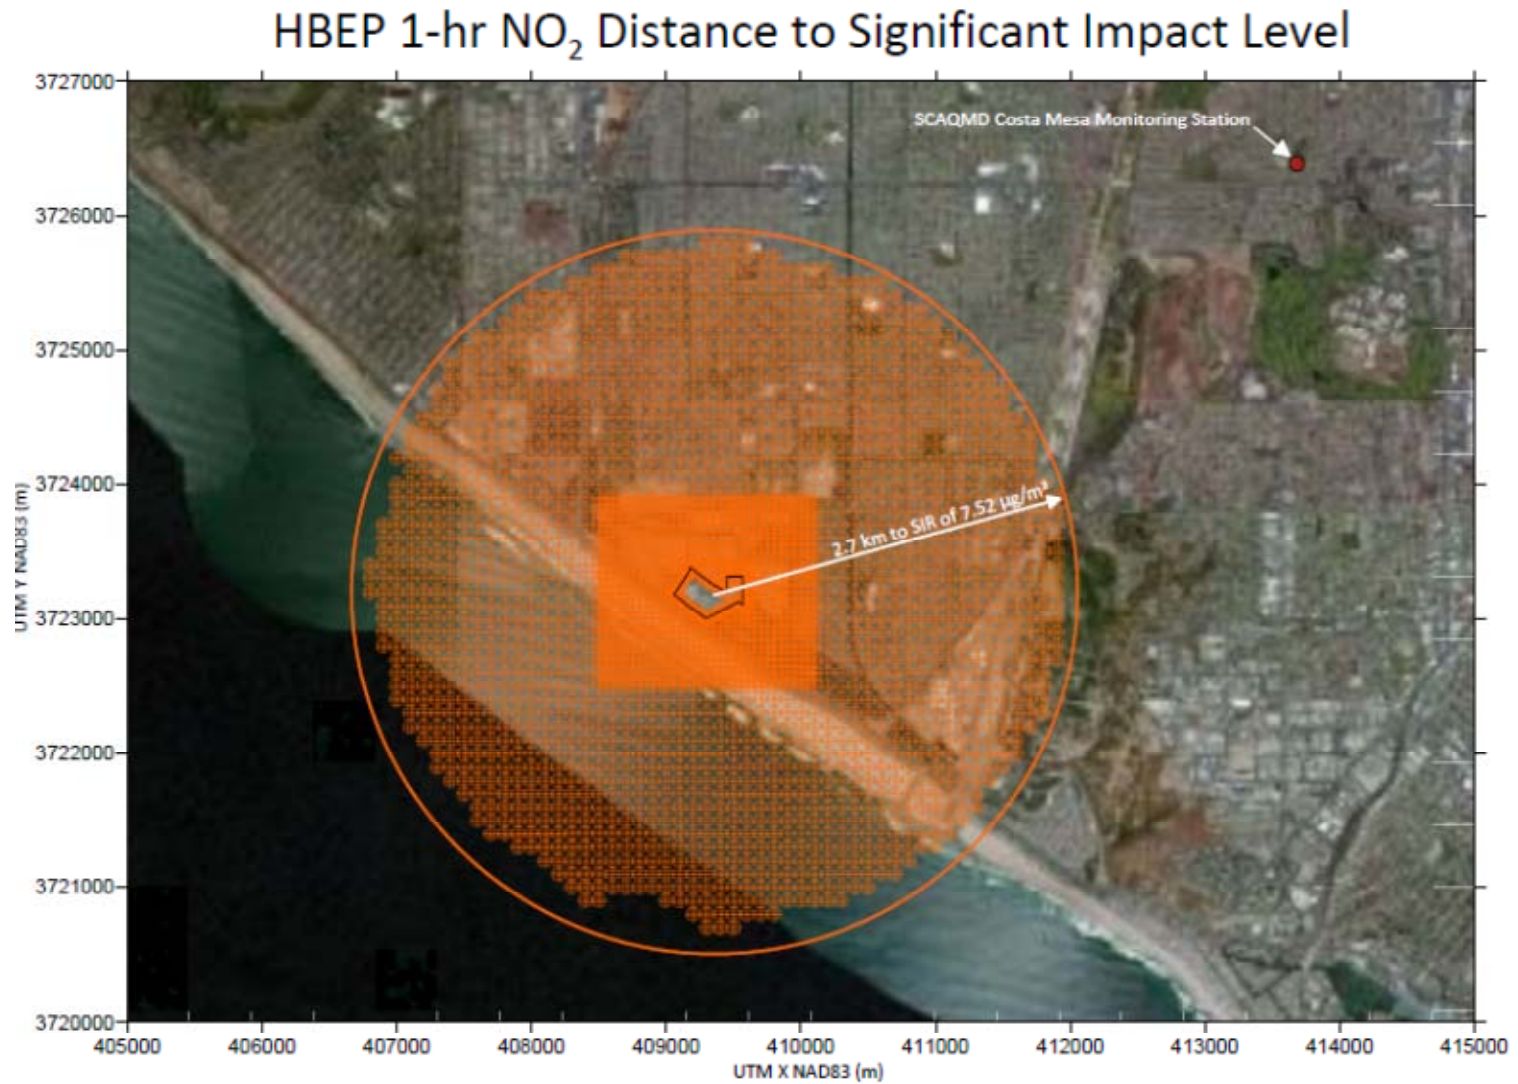 HBEP 1-hr NO₂ Distance to Significant Impact Level
3727000
3726000
3725000
3724000
3723000
3722000
3721000
3720000
UTM Y NAD83 (m)
SCAQMD Costa Mesa Monitoring Station
2.7 km to SIR of 7.52 µg/m³
405000 406000 407000 408000 409000 410000 411000 412000 413000 414000 415000
UTM X NAD83 (m)